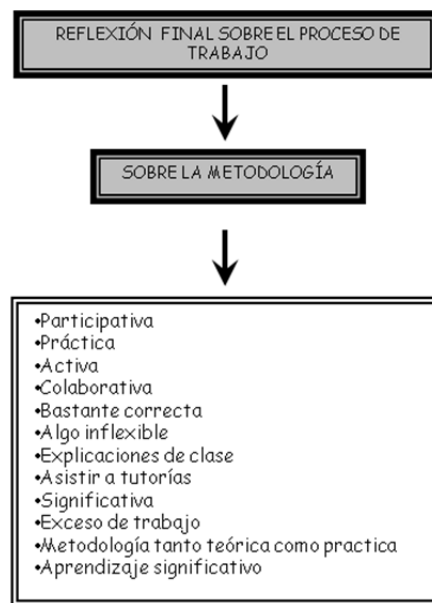 REFLEXIÓN FINAL SOBRE EL PROCESO DE
TRABAJO
SOBRE LA METODOLOGÍA
•Participativa
•Práctica
•Activa
•Colaborativa
•Bastante correcta
•Algo inflexible
•Explicaciones de clase
•Asistir a tutorías
•Significativa
•Exceso de trabajo
•Metodología tanto teórica como practica
•Aprendizaje significativo